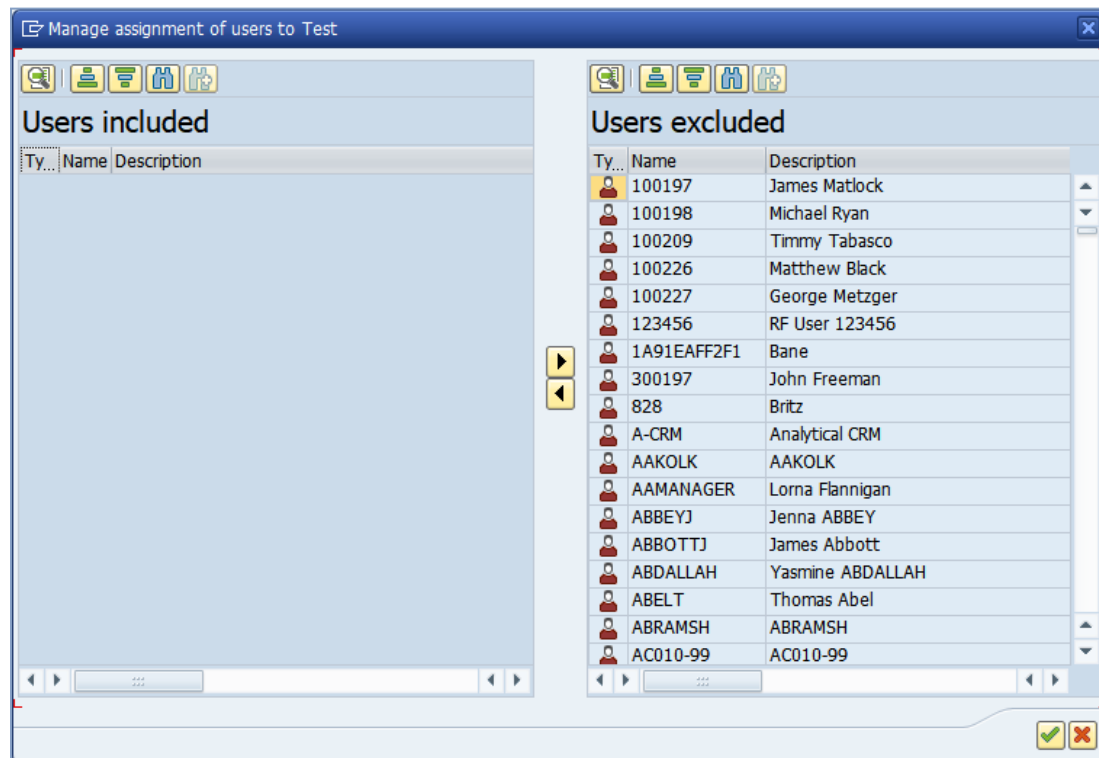 Manage assignment of users to Test
Users included
Ty... Name Description
Users excluded
Ty... Name Description
100197 James Matlock
100198 Michael Ryan
100209 Timmy Tabasco
100226 Matthew Black
100227 George Metzger
123456 RF User 123456
1A91EAFF2F1 Bane
300197 John Freeman
828 Britz
A-CRM Analytical CRM
AAKOLK AAKOLK
AAMANAGER Lorna Flannigan
ABBEYJ Jenna ABBEY
ABBOTTJ James Abbott
ABDALLAH Yasmine ABDALLAH
ABELT Thomas Abel
ABRAMSH ABRAMSH
AC010-99 AC010-99